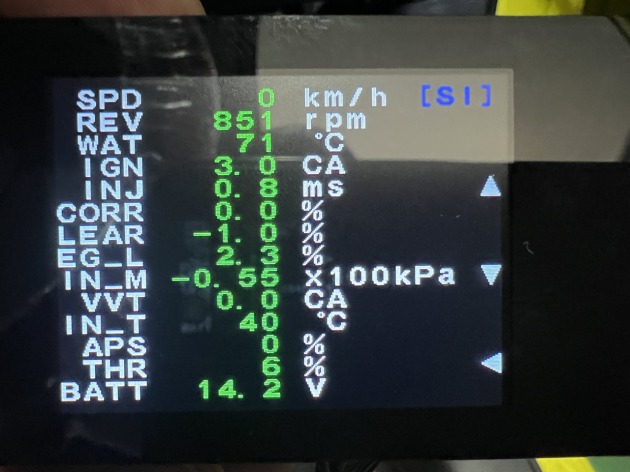 SPD 0 km/h [SI]
REV 851 rpm
WAT 71 °C
IGN 3.0 CA
INJ 0.8 ms
CORR 0.0 %
LEAR -1.0 %
EG_L 2.3 %
IN_M -0.55 x100kPa
VVT 0.0 CA
IN_T 40 °C
APS 0 %
THR 6 %
BATT 14.2 V